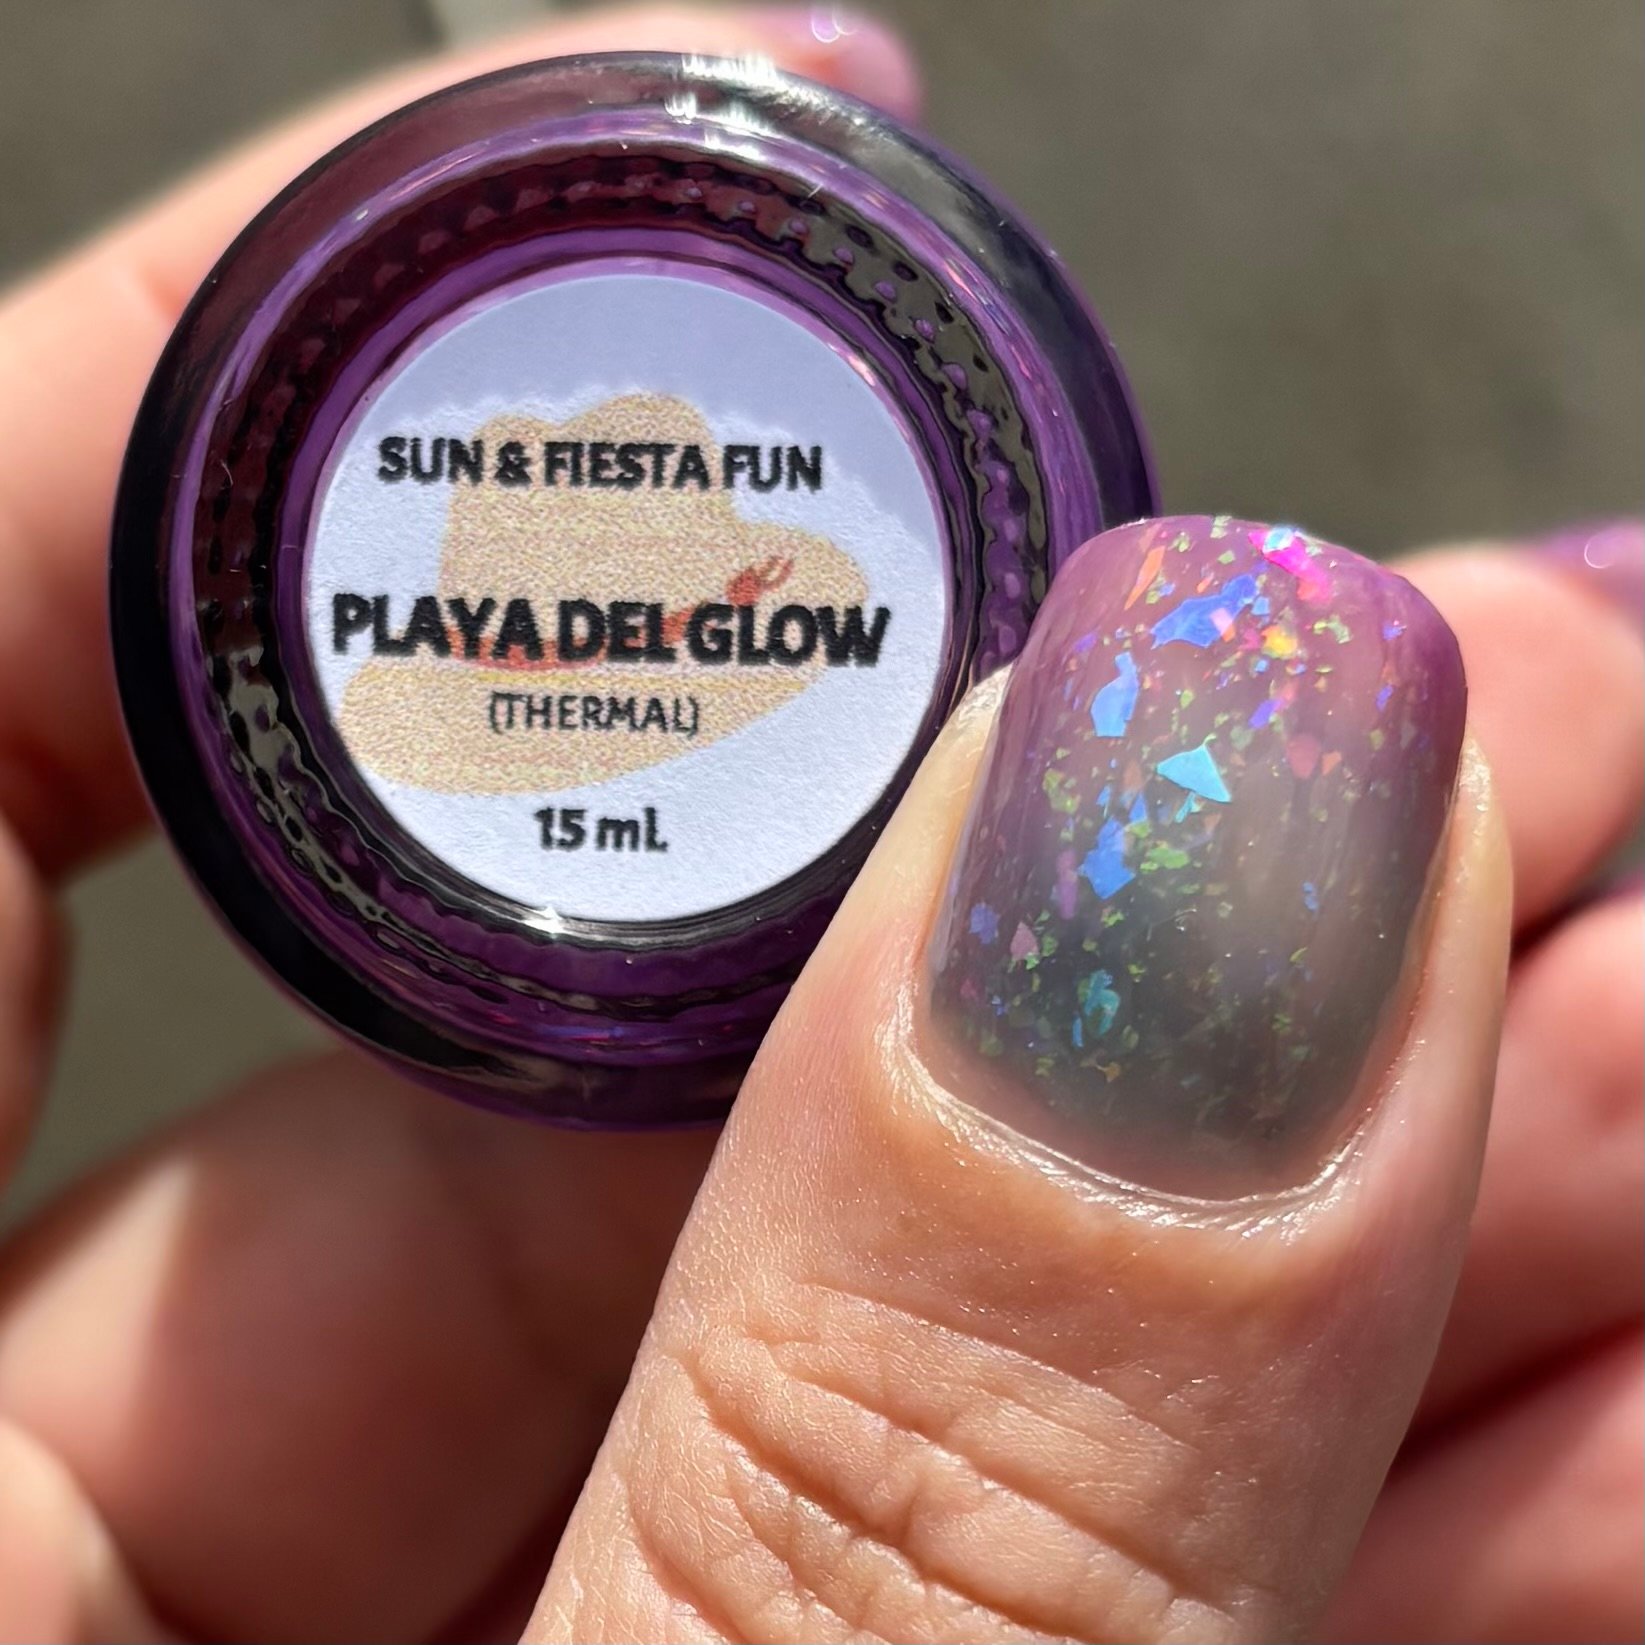 SUN & FIESTA FUN
PLAYA DEL GLOW
(THERMAL)
15 ml.